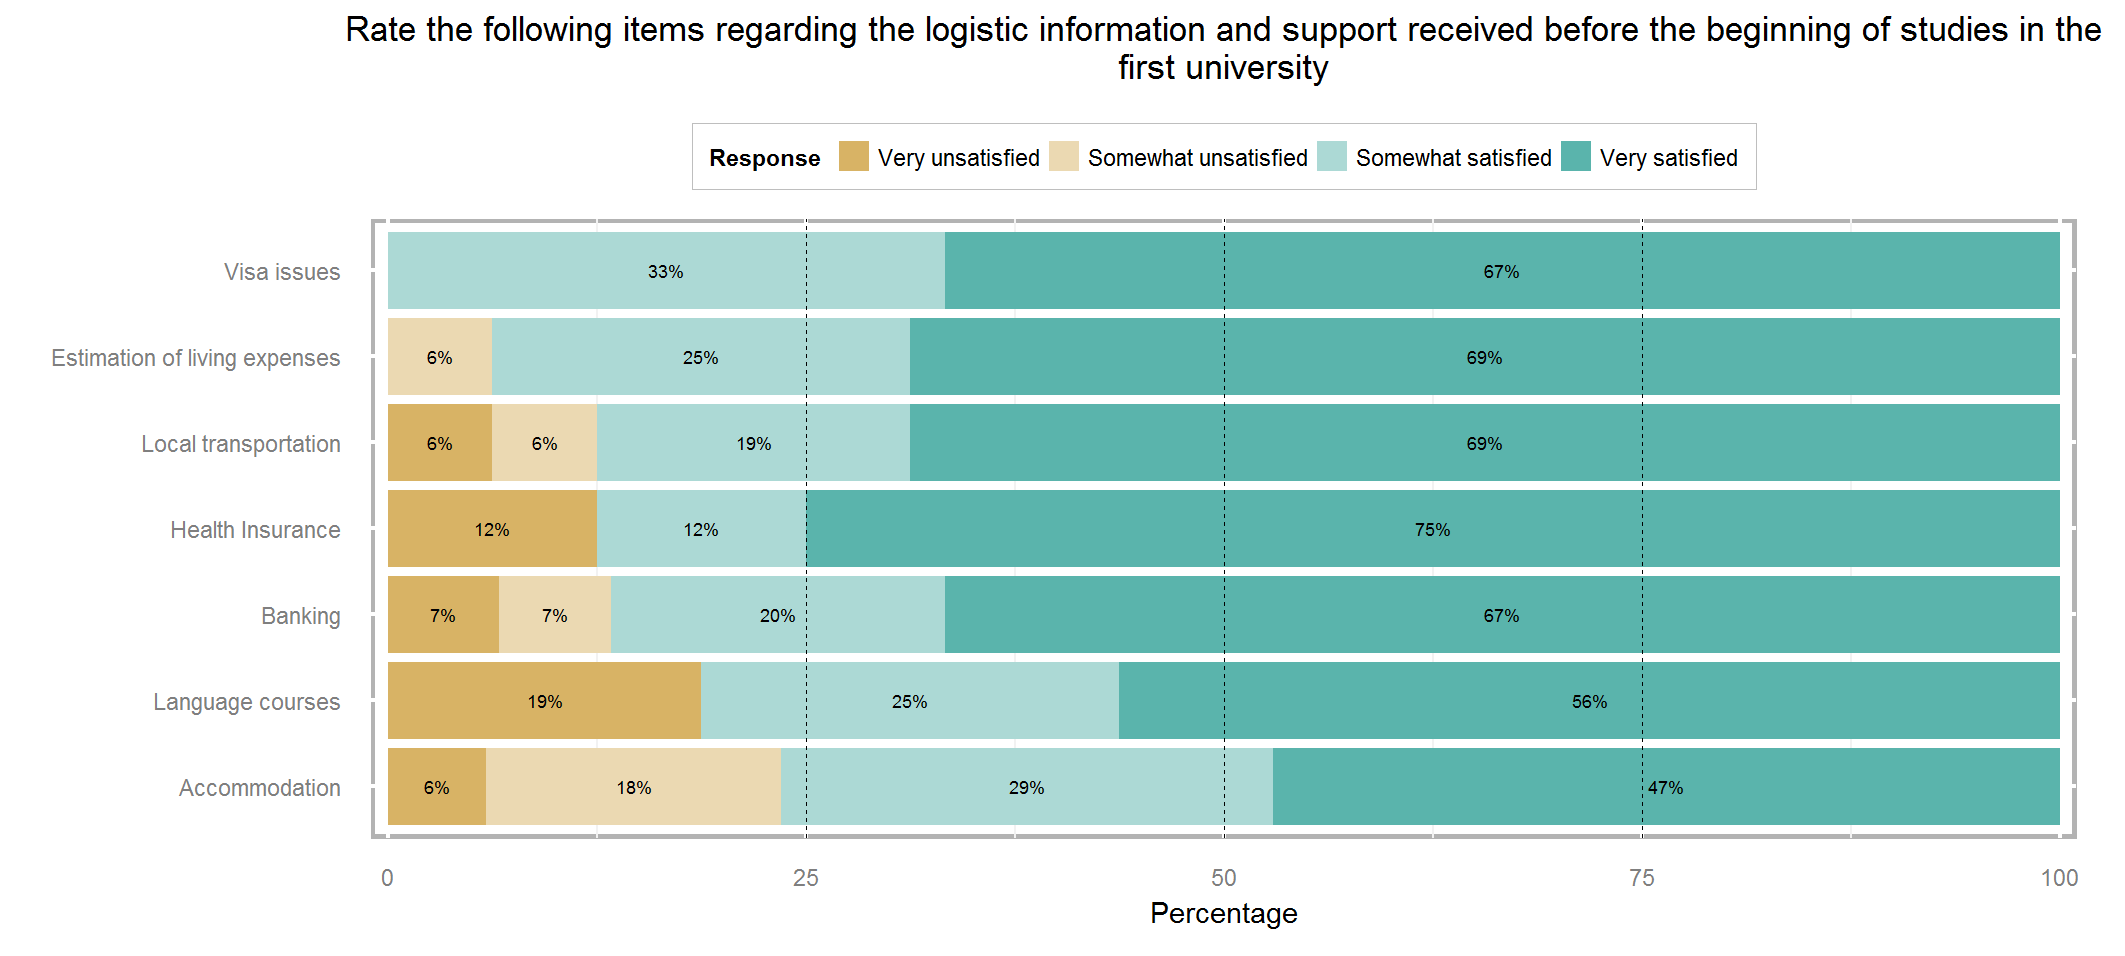 Rate the following items regarding the logistic information and support received before the beginning of studies in the
first university
Response Very unsatisfied Somewhat unsatisfied Somewhat satisfied Very satisfied
Visa issues 33% 67%
Estimation of living expenses 6% 25% 69%
Local transportation 6% 6% 19% 69%
Health Insurance 12% 12% 75%
Banking 7% 7% 20% 67%
Language courses 19% 25% 56%
Accommodation 6% 18% 29% 47%
0 25 50 75 100
Percentage